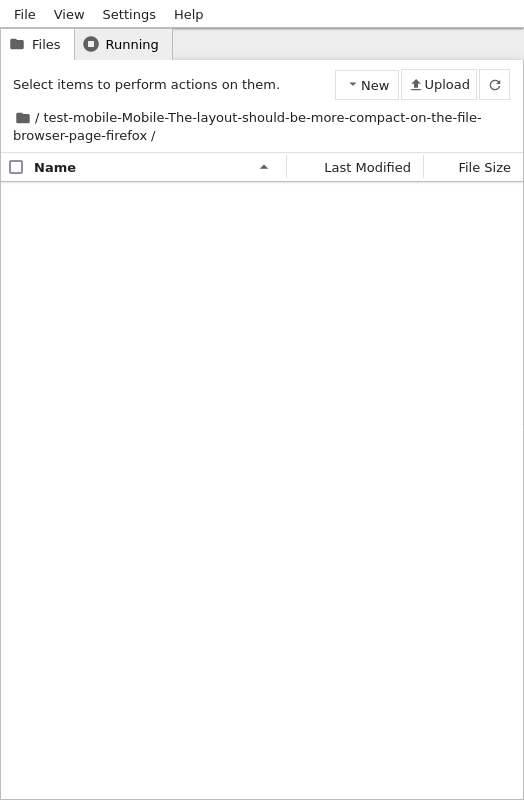 File View Settings Help
Files Running
Select items to perform actions on them. New Upload
/ test-mobile-Mobile-The-layout-should-be-more-compact-on-the-file-
browser-page-firefox /
Name Last Modified File Size